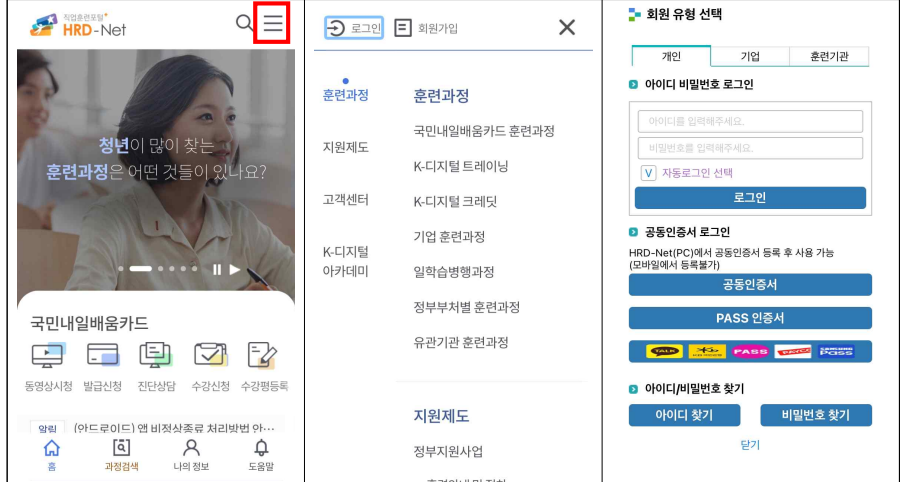 직업훈련포털
HRD-Net
청년이 많이 찾는
훈련과정은 어떤 것들이 있나요?
국민내일배움카드
동영상시청 발급신청 진단상담 수강신청 수강평등록
알림 (안드로이드) 앱 비정상종료 처리방법 안…
홈 과정검색 나의 정보 도움말
로그인 회원가입
훈련과정
지원제도
고객센터
K-디지털
아카데미
훈련과정
국민내일배움카드 훈련과정
K-디지털 트레이닝
K-디지털 크레딧
기업 훈련과정
일학습병행과정
정부부처별 훈련과정
유관기관 훈련과정
지원제도
정부지원사업
회원 유형 선택
개인 기업 훈련기관
아이디 비밀번호 로그인
아이디를 입력해주세요.
비밀번호를 입력해주세요.
V 자동로그인 선택
로그인
공동인증서 로그인
HRD-Net(PC)에서 공동인증서 등록 후 사용 가능
(모바일에서 등록불가)
공동인증서
PASS 인증서
TALK PASS PAYCO SAMSUNG Pass
아이디/비밀번호 찾기
아이디 찾기 비밀번호 찾기
닫기